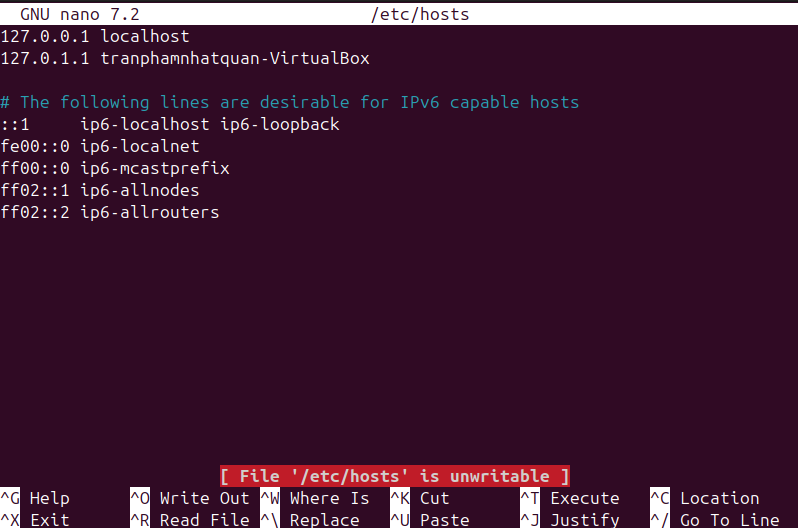 GNU nano 7.2 /etc/hosts
127.0.0.1 localhost
127.0.1.1 tranphamnhatquan-VirtualBox
# The following lines are desirable for IPv6 capable hosts
::1     ip6-localhost ip6-loopback
fe00::0 ip6-localnet
ff00::0 ip6-mcastprefix
ff02::1 ip6-allnodes
ff02::2 ip6-allrouters
[ File '/etc/hosts' is unwritable ]
^G Help ^O Write Out ^W Where Is ^K Cut ^T Execute ^C Location
^X Exit ^R Read File ^\ Replace ^U Paste ^J Justify ^/ Go To Line